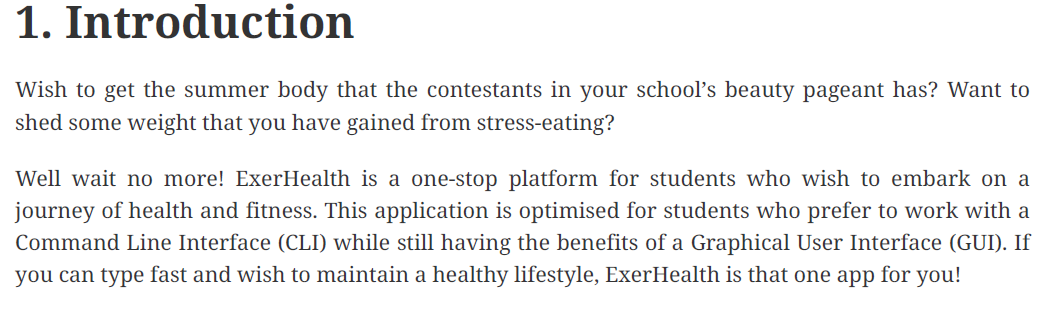 1. Introduction
Wish to get the summer body that the contestants in your school’s beauty pageant has? Want to
shed some weight that you have gained from stress-eating?
Well wait no more! ExerHealth is a one-stop platform for students who wish to embark on a
journey of health and fitness. This application is optimised for students who prefer to work with a
Command Line Interface (CLI) while still having the benefits of a Graphical User Interface (GUI). If
you can type fast and wish to maintain a healthy lifestyle, ExerHealth is that one app for you!